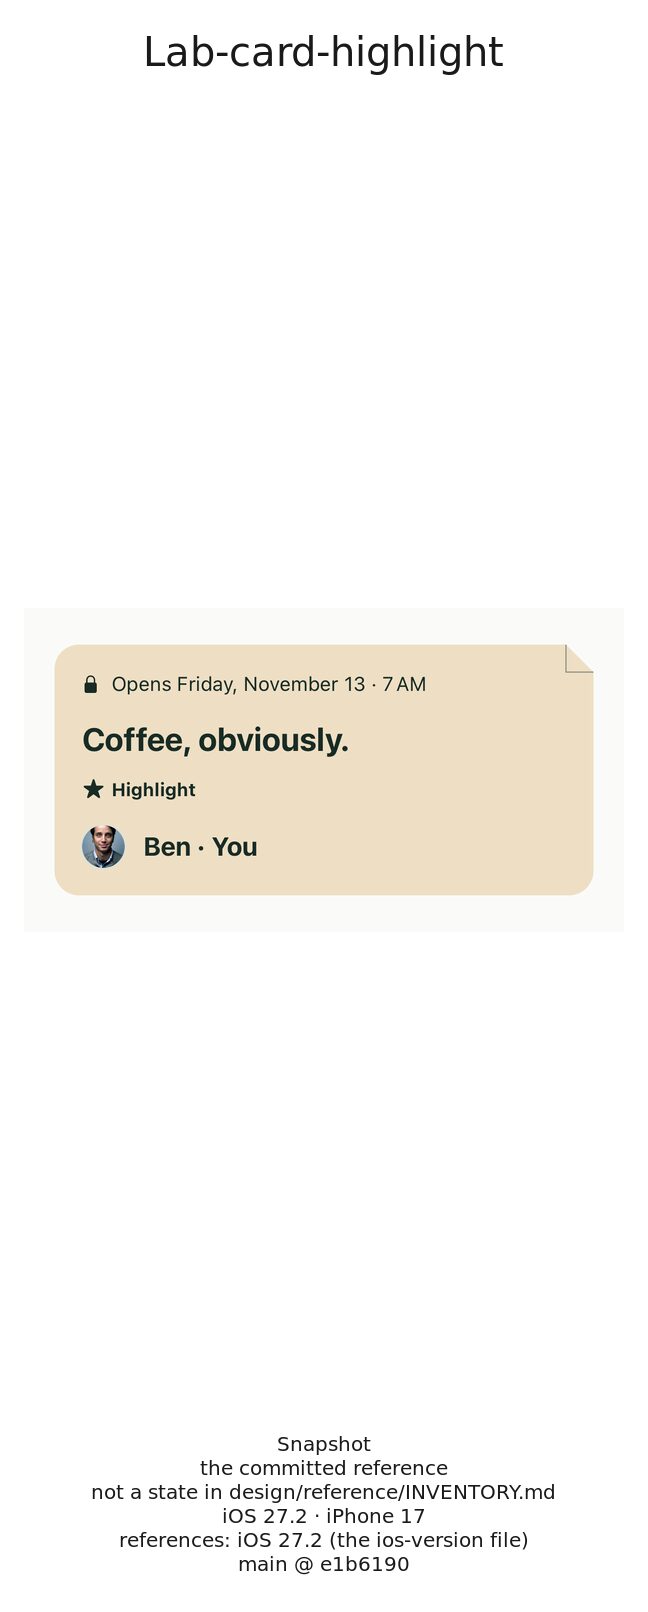 Lab-card-highlight
Opens Friday, November 13 · 7 AM
Coffee, obviously.
Highlight
Ben · You
Snapshot
the committed reference
not a state in design/reference/INVENTORY.md
iOS 27.2 · iPhone 17
references: iOS 27.2 (the ios-version file)
main @ e1b6190